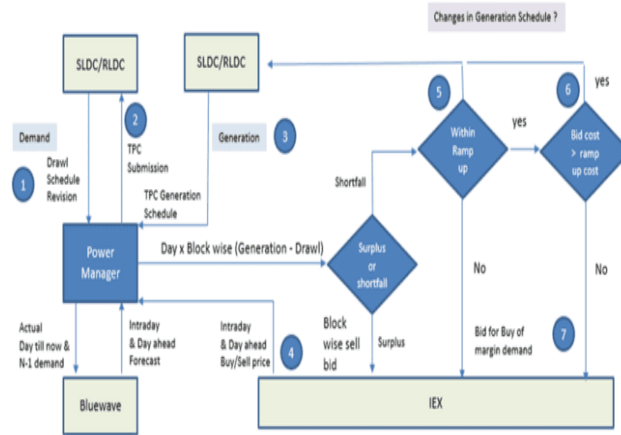 Changes in Generation Schedule ?
SLDC/RLDC
SLDC/RLDC
yes
5
6
2
Demand
Generation
3
Within
Ramp
up
yes
Bid cost
> ramp
up cost
1
Drawl
Schedule
Revision
TPC
Submission
TPC Generation
Schedule
Shortfall
Power
Manager
Day x Block wise (Generation - Drawl)
Surplus
or
shortfall
No
No
Actual
Day till now &
N-1 demand
Intraday
& Day ahead
Forecast
Intraday
& Day ahead
Buy/Sell price
4
Block
wise sell
bid
Surplus
Bid for Buy of
margin demand
7
Bluewave
IEX